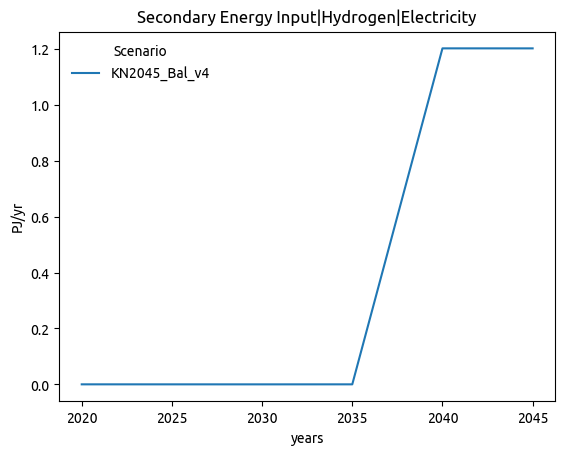 Secondary Energy Input|Hydrogen|Electricity
Scenario
KN2045_Bal_v4
1.2
1.0
0.8
0.6
0.4
0.2
0.0
PJ/yr
2020 2025 2030 2035 2040 2045
years